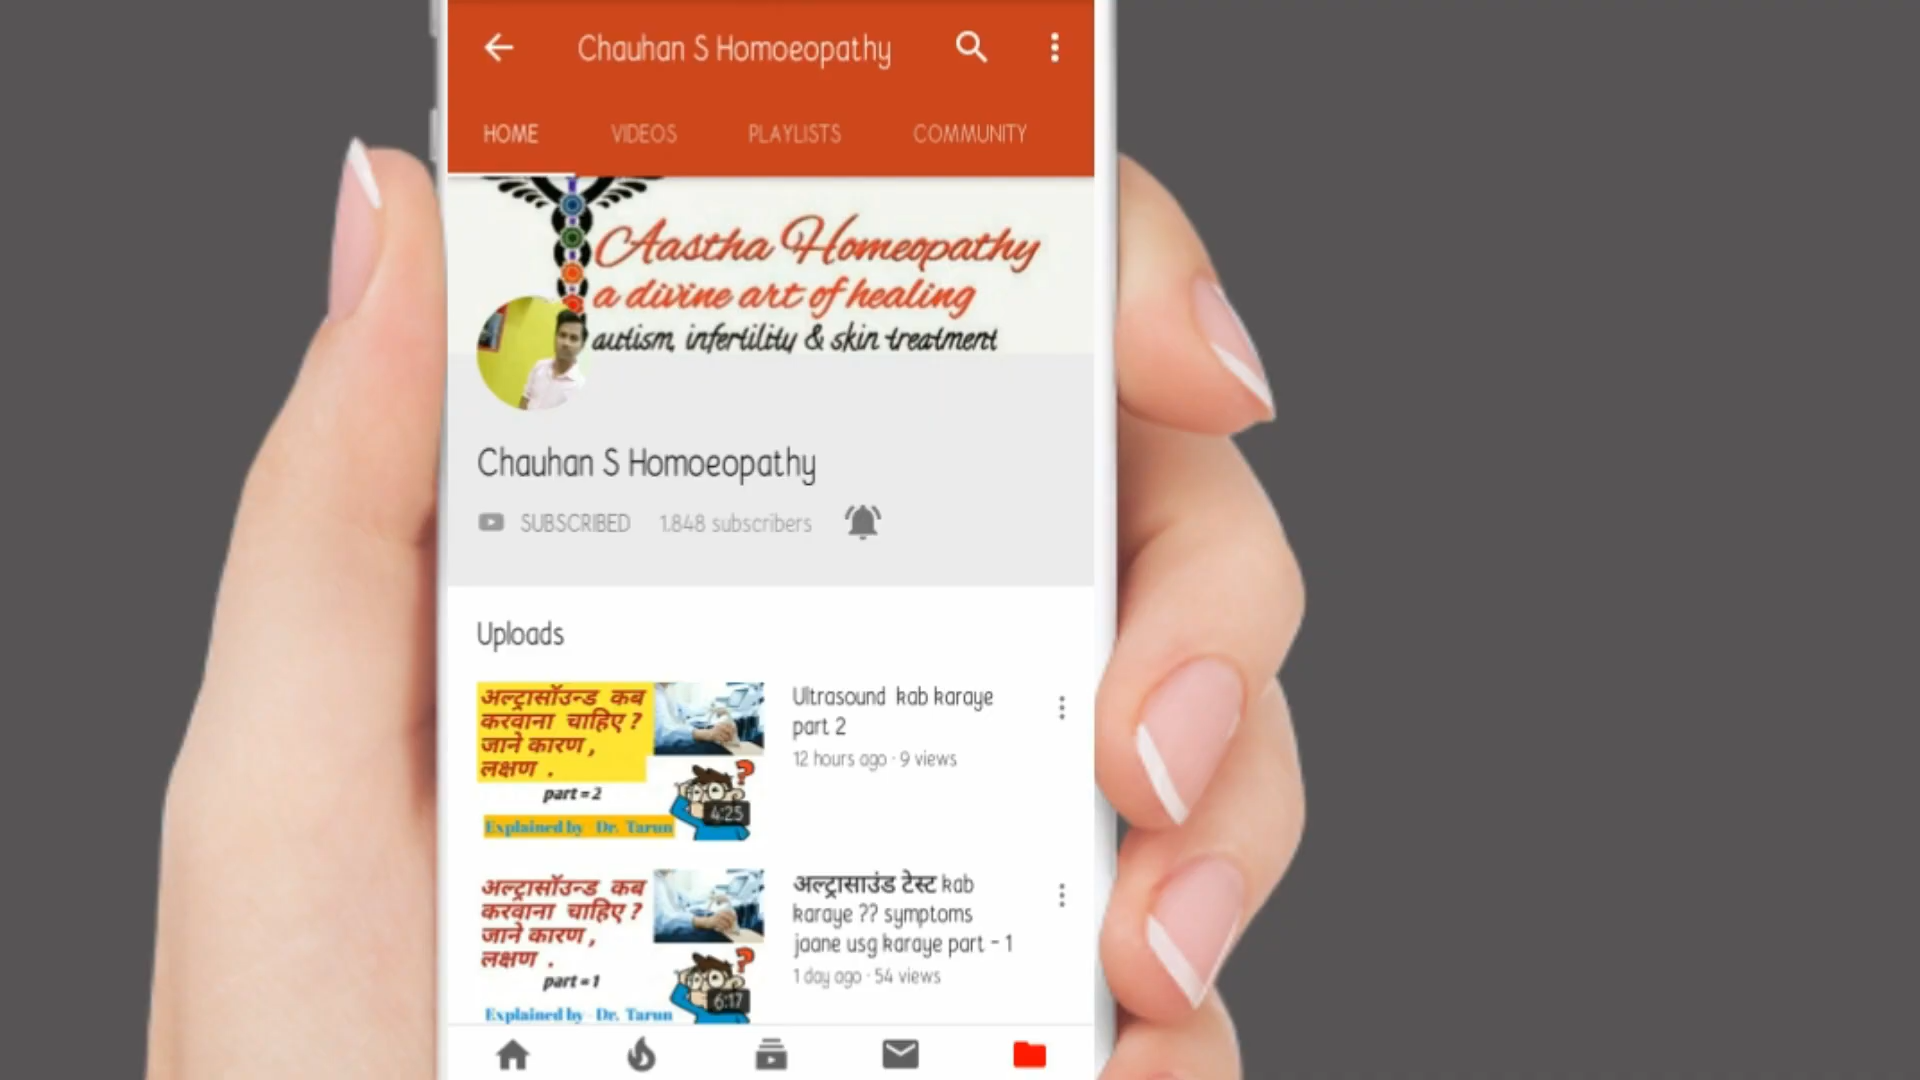 Chauhan S Homoeopathy
HOME VIDEOS PLAYLISTS COMMUNITY
Aastha Homeopathy
a divine art of healing
autism, infertility & skin treatment
Chauhan S Homoeopathy
SUBSCRIBED 1.848 subscribers
Uploads
अल्ट्रासॉउन्ड कब
करवाना चाहिए ?
जाने कारण ,
लक्षण .
part = 2
4:25
Explained by Dr. Tarun
Ultrasound kab karaye
part 2
12 hours ago · 9 views
अल्ट्रासॉउन्ड कब
करवाना चाहिए ?
जाने कारण ,
लक्षण .
part = 1
6:17
Explained by Dr. Tarun
अल्ट्रासाउंड टेस्ट kab
karaye ?? symptoms
jaane usg karaye part - 1
1 day ago · 54 views